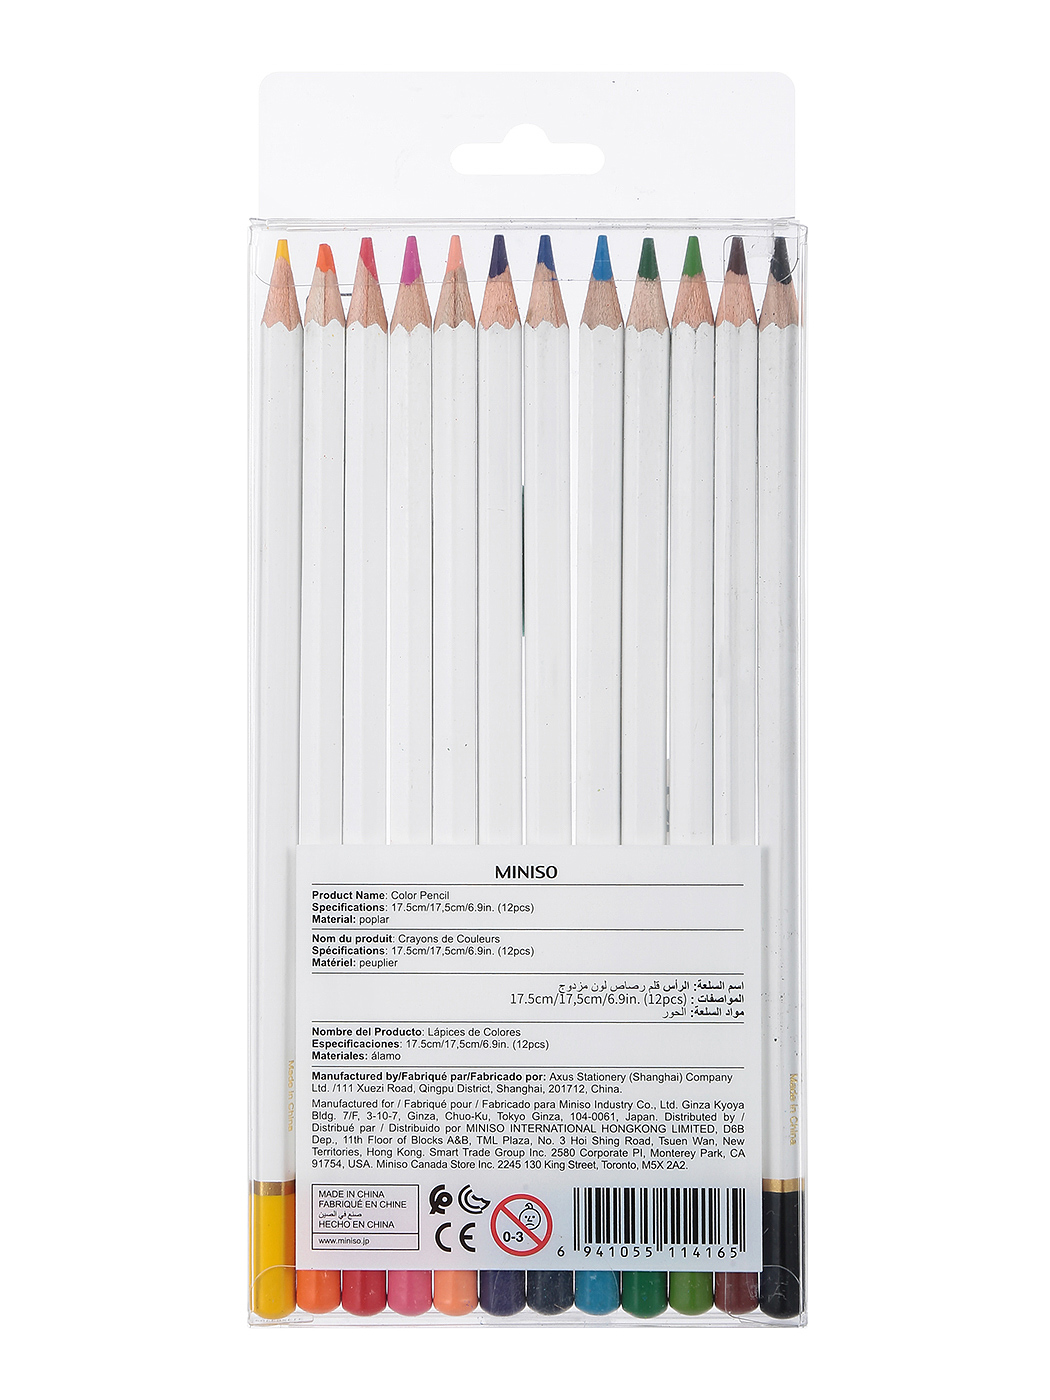 MINISO
Product Name: Color Pencil
Specifications: 17.5cm/17,5cm/6.9in. (12pcs)
Material: poplar
Nom du produit: Crayons de Couleurs
Spécifications: 17.5cm/17,5cm/6.9in. (12pcs)
Matériel: peuplier
اسم السلعة: الرأس قلم رصاص لون مزدوج
المواصفات : 17.5cm/17,5cm/6.9in. (12pcs)
مواد السلعة: الحور
Nombre del Producto: Lápices de Colores
Especificaciones: 17.5cm/17,5cm/6.9in. (12pcs)
Materiales: álamo
Manufactured by/Fabriqué par/Fabricado por: Axus Stationery (Shanghai) Company
Ltd. /111 Xuezi Road, Qingpu District, Shanghai, 201712, China.
Manufactured for / Fabriqué pour / Fabricado para Miniso Industry Co., Ltd. Ginza Kyoya
Bldg. 7/F, 3-10-7, Ginza, Chuo-Ku, Tokyo Ginza, 104-0061, Japan. Distributed by /
Distribué par / Distribuido por MINISO INTERNATIONAL HONGKONG LIMITED, D6B
Dep., 11th Floor of Blocks A&B, TML Plaza, No. 3 Hoi Shing Road, Tsuen Wan, New
Territories, Hong Kong. Smart Trade Group Inc. 2580 Corporate Pl, Monterey Park, CA
91754, USA. Miniso Canada Store Inc. 2245 130 King Street, Toronto, M5X 2A2.
Made In China
Made In China
MADE IN CHINA
FABRIQUÉ EN CHINE
صنع في الصين
HECHO EN CHINA
www.miniso.jp
CE
0-3
6 941055 114165